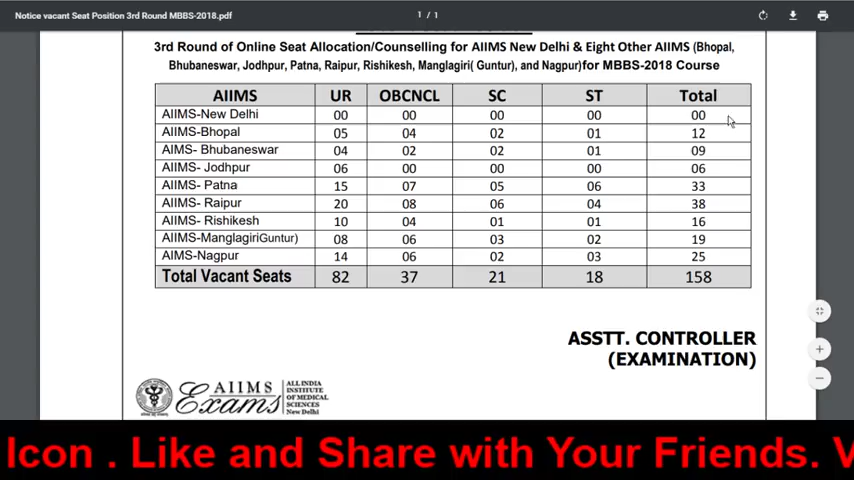 Notice vacant Seat Position 3rd Round MBBS-2018.pdf
1 / 1
3rd Round of Online Seat Allocation/Counselling for AIIMS New Delhi & Eight Other AIIMS (Bhopal,
Bhubaneswar, Jodhpur, Patna, Raipur, Rishikesh, Manglagiri( Guntur), and Nagpur)for MBBS-2018 Course
AIIMS UR OBCNCL SC ST Total
AIIMS-New Delhi 00 00 00 00 00
AIIMS-Bhopal 05 04 02 01 12
AIIMS- Bhubaneswar 04 02 02 01 09
AIIMS- Jodhpur 06 00 00 00 06
AIIMS- Patna 15 07 05 06 33
AIIMS- Raipur 20 08 06 04 38
AIIMS- Rishikesh 10 04 01 01 16
AIIMS-ManglagiriGuntur) 08 06 03 02 19
AIMS-Nagpur 14 06 02 03 25
Total Vacant Seats 82 37 21 18 158
ASSTT. CONTROLLER
(EXAMINATION)
AIIMS
Exams
ALL INDIA
INSTITUTE
OF MEDICAL
SCIENCES
New Delhi
Icon . Like and Share with Your Friends. V